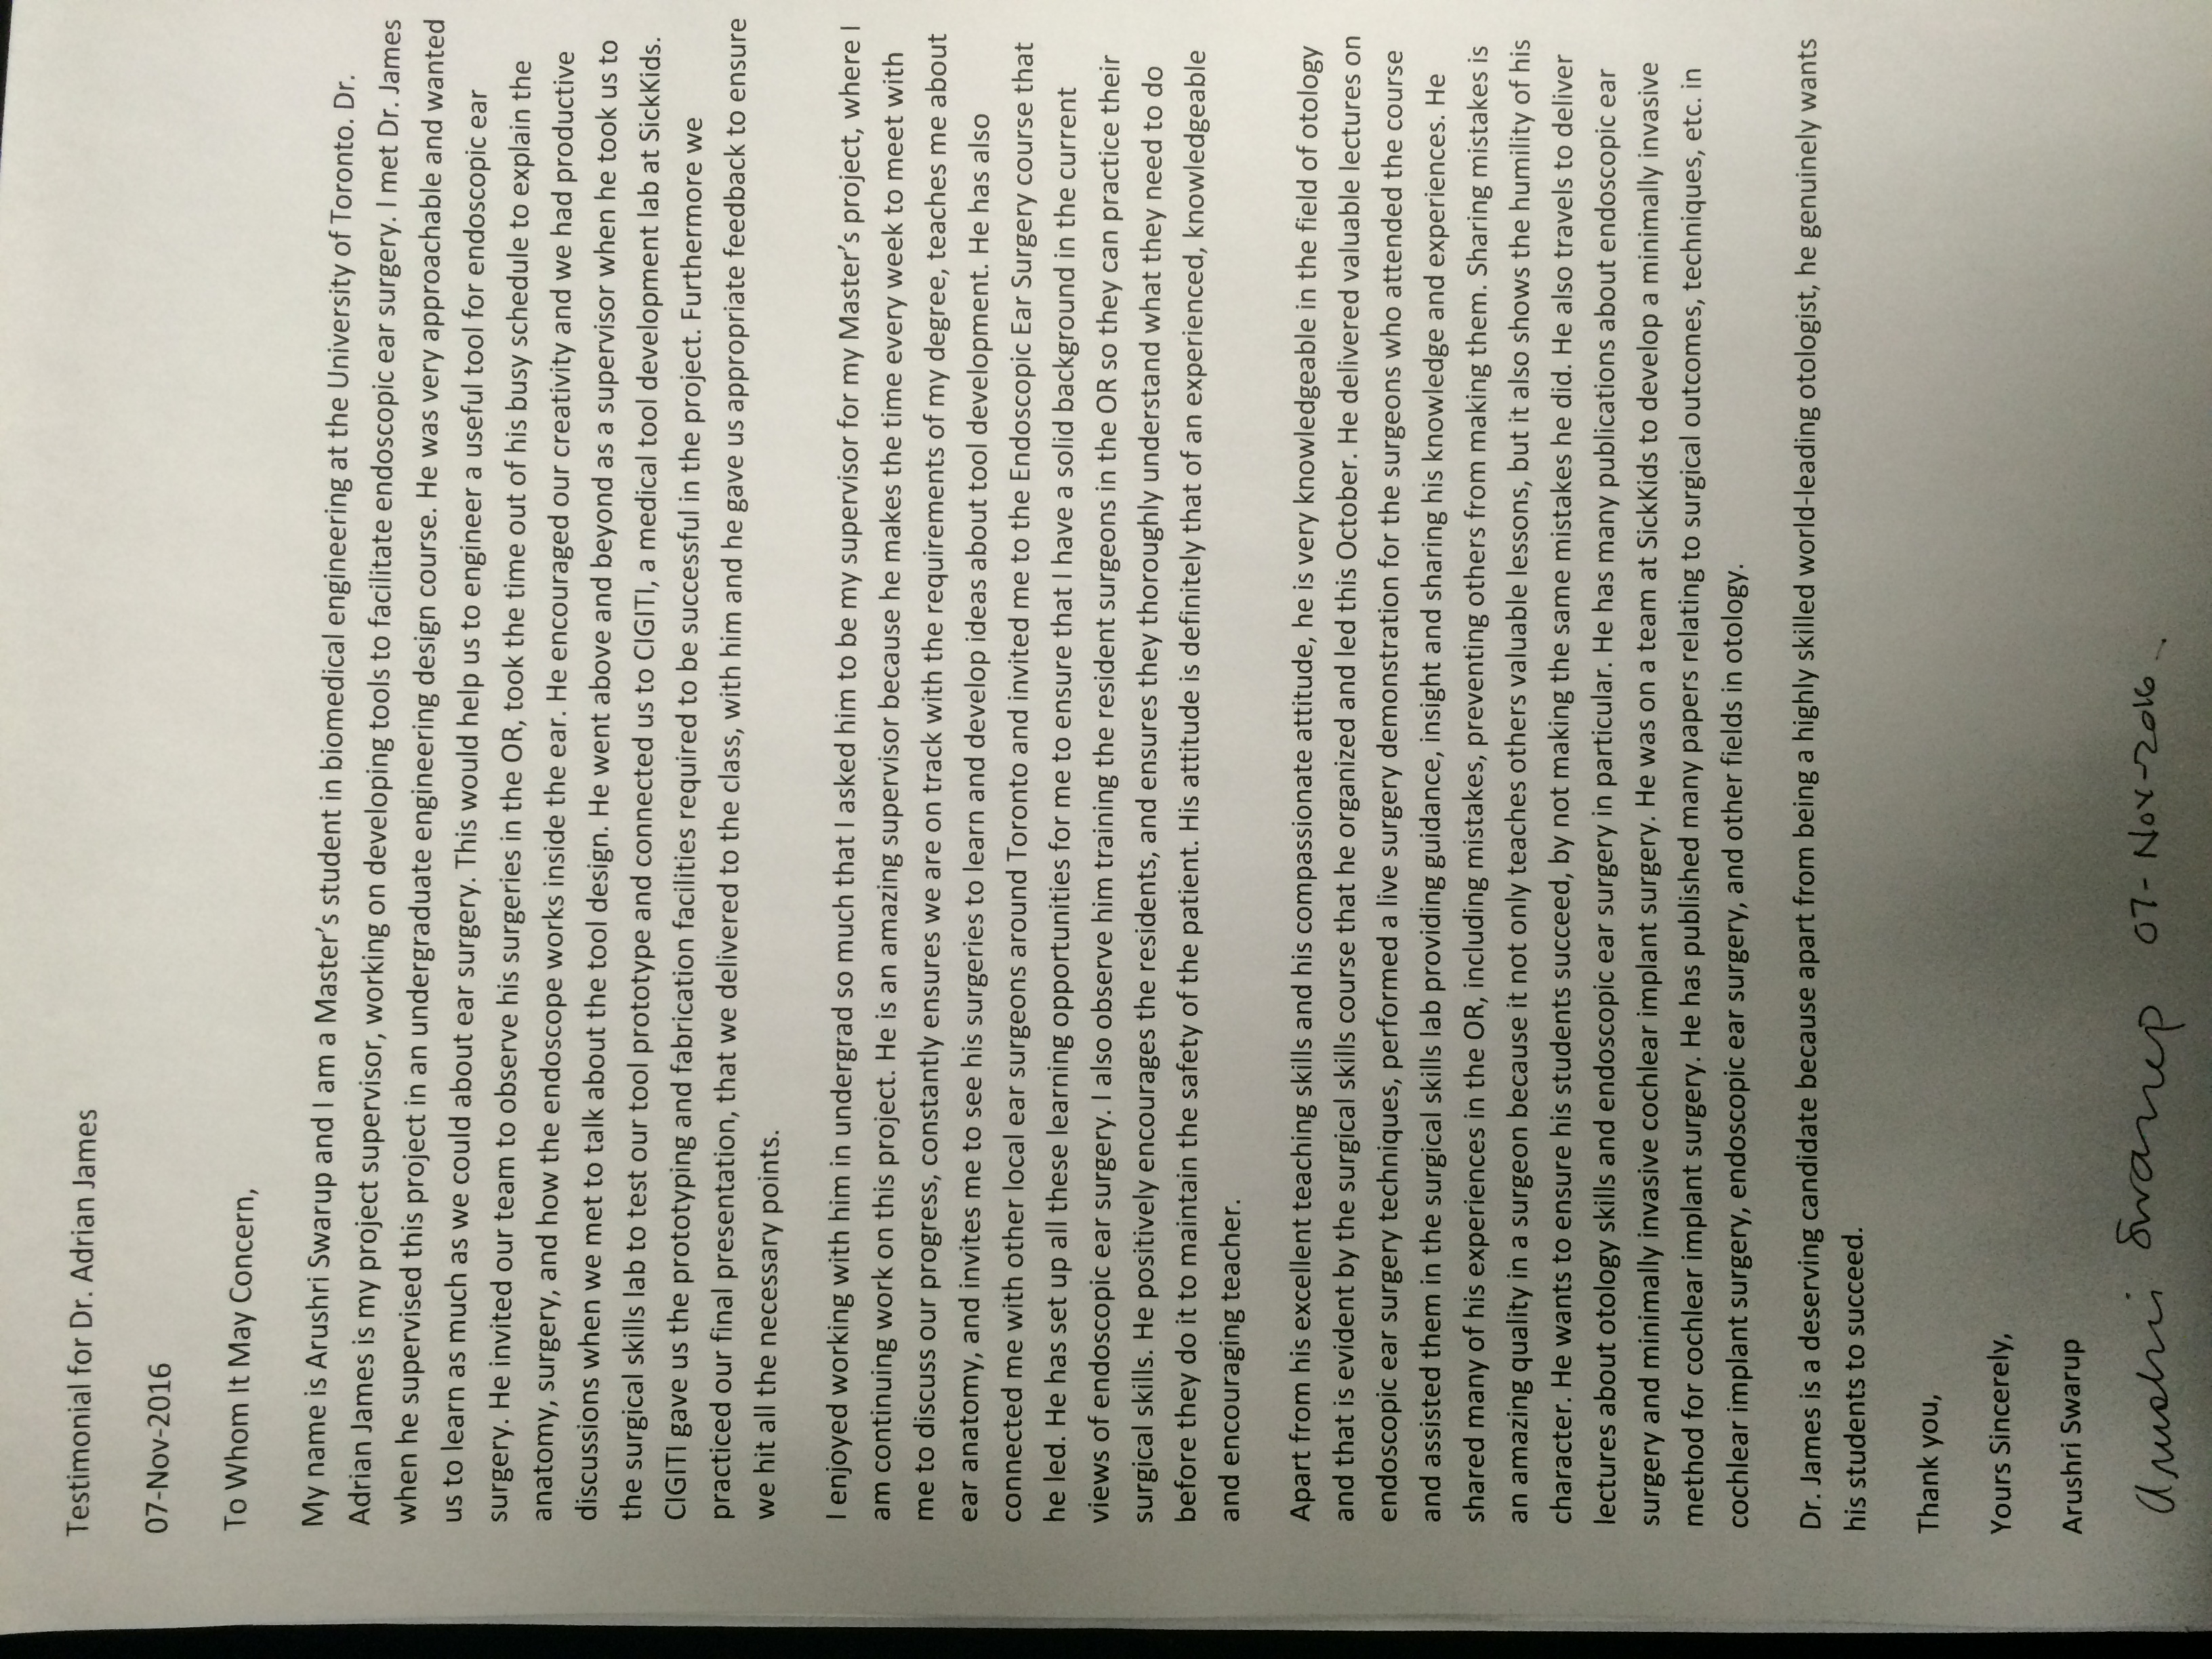 Testimonial for Dr. Adrian James
07-Nov-2016
To Whom It May Concern,
My name is Arushri Swarup and I am a Master's student in biomedical engineering at the University of Toronto. Dr.
Adrian James is my project supervisor, working on developing tools to facilitate endoscopic ear surgery. I met Dr. James
when he supervised this project in an undergraduate engineering design course. He was very approachable and wanted
us to learn as much as we could about ear surgery. This would help us to engineer a useful tool for endoscopic ear
surgery. He invited our team to observe his surgeries in the OR, took the time out of his busy schedule to explain the
anatomy, surgery, and how the endoscope works inside the ear. He encouraged our creativity and we had productive
discussions when we met to talk about the tool design. He went above and beyond as a supervisor when he took us to
the surgical skills lab to test our tool prototype and connected us to CIGITI, a medical tool development lab at SickKids.
CIGITI gave us the prototyping and fabrication facilities required to be successful in the project. Furthermore we
practiced our final presentation, that we delivered to the class, with him and he gave us appropriate feedback to ensure
we hit all the necessary points.
I enjoyed working with him in undergrad so much that I asked him to be my supervisor for my Master's project, where I
am continuing work on this project. He is an amazing supervisor because he makes the time every week to meet with
me to discuss our progress, constantly ensures we are on track with the requirements of my degree, teaches me about
ear anatomy, and invites me to see his surgeries to learn and develop ideas about tool development. He has also
connected me with other local ear surgeons around Toronto and invited me to the Endoscopic Ear Surgery course that
he led. He has set up all these learning opportunities for me to ensure that I have a solid background in the current
views of endoscopic ear surgery. I also observe him training the resident surgeons in the OR so they can practice their
surgical skills. He positively encourages the residents, and ensures they thoroughly understand what they need to do
before they do it to maintain the safety of the patient. His attitude is definitely that of an experienced, knowledgeable
and encouraging teacher.
Apart from his excellent teaching skills and his compassionate attitude, he is very knowledgeable in the field of otology
and that is evident by the surgical skills course that he organized and led this October. He delivered valuable lectures on
endoscopic ear surgery techniques, performed a live surgery demonstration for the surgeons who attended the course
and assisted them in the surgical skills lab providing guidance, insight and sharing his knowledge and experiences. He
shared many of his experiences in the OR, including mistakes, preventing others from making them. Sharing mistakes is
an amazing quality in a surgeon because it not only teaches others valuable lessons, but it also shows the humility of his
character. He wants to ensure his students succeed, by not making the same mistakes he did. He also travels to deliver
lectures about otology skills and endoscopic ear surgery in particular. He has many publications about endoscopic ear
surgery and minimally invasive cochlear implant surgery. He was on a team at SickKids to develop a minimally invasive
method for cochlear implant surgery. He has published many papers relating to surgical outcomes, techniques, etc. in
cochlear implant surgery, endoscopic ear surgery, and other fields in otology.
Dr. James is a deserving candidate because apart from being a highly skilled world-leading otologist, he genuinely wants
his students to succeed.
Thank you,
Yours Sincerely,
Arushri Swarup
Arushri Swarup 07-Nov-2016.